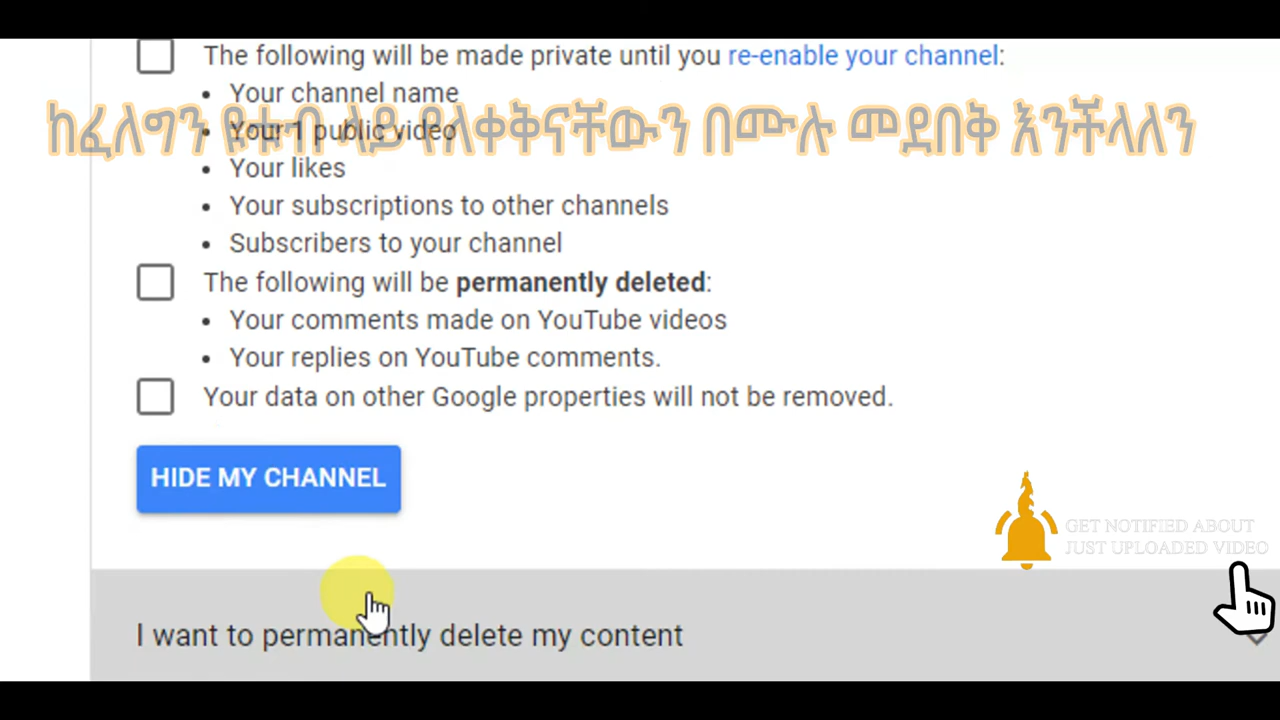 The following will be made private until you re-enable your channel:
• Your channel name
ከፈለግን ዩቱብ ላይ የለቀቅናቸውን በሙሉ መደበቅ እንችላለን
• Your 1 public video
• Your likes
• Your subscriptions to other channels
• Subscribers to your channel
The following will be permanently deleted:
• Your comments made on YouTube videos
• Your replies on YouTube comments.
Your data on other Google properties will not be removed.
HIDE MY CHANNEL
GET NOTIFIED ABOUT
JUST UPLOADED VIDEO
I want to permanently delete my content